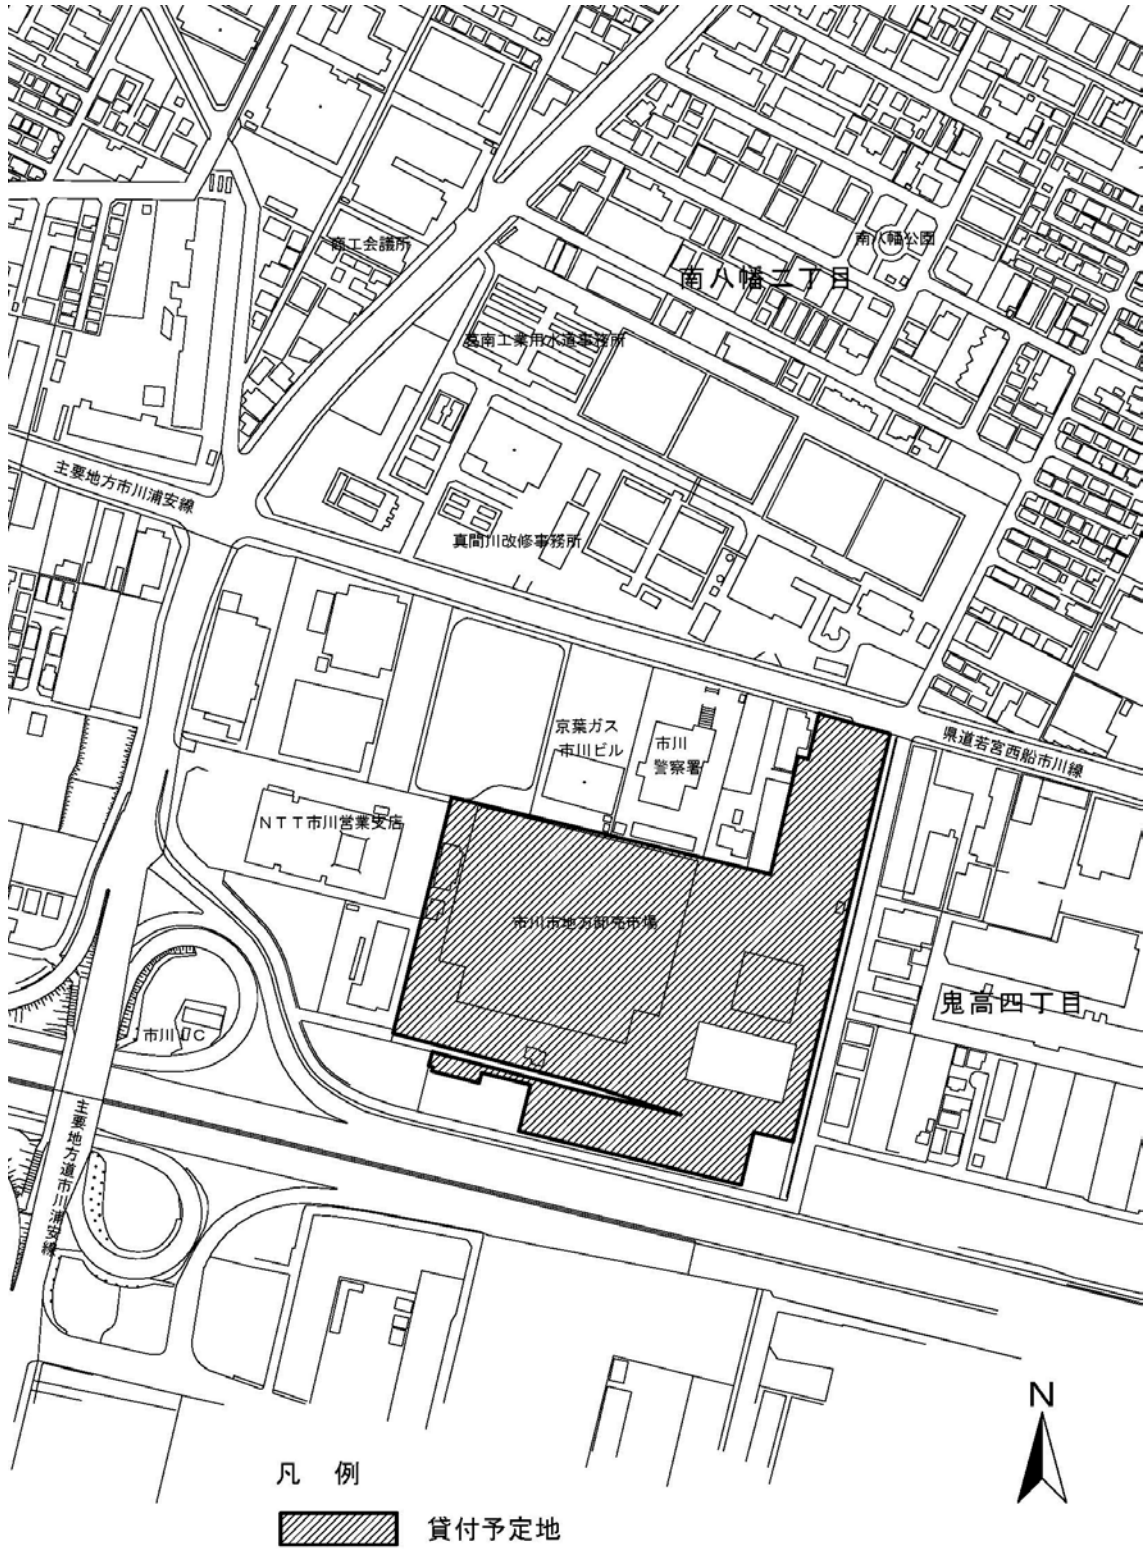 商工会議所
南八幡公園
南八幡二丁目
葛南工業用水道事務所
主要地方市川浦安線
真間川改修事務所
京葉ガス
市川ビル
市川
警察署
県道若宮西船市川線
NTT市川営業支店
市川市地方卸売市場
鬼高四丁目
市川IC
主要地方道市川浦安線
N
凡 例
貸付予定地